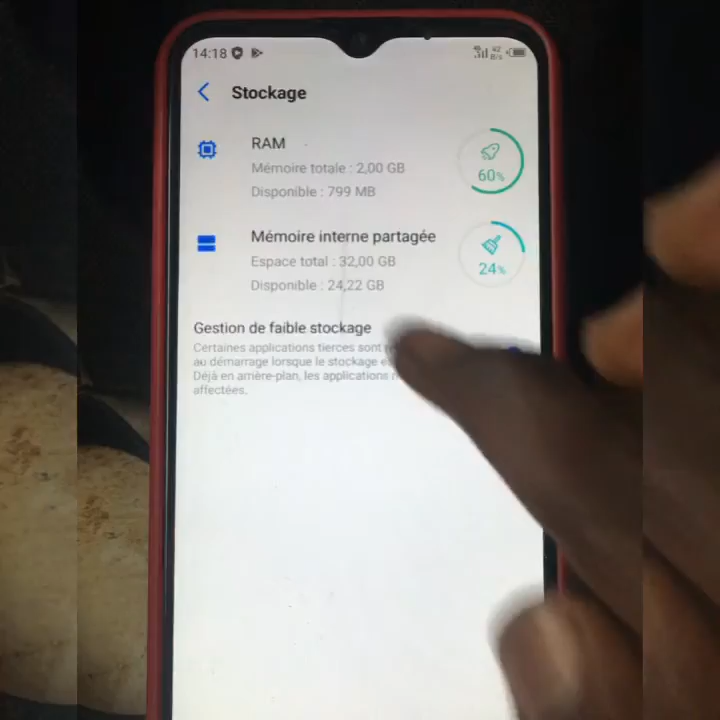 14:18
Stockage
RAM
Mémoire totale : 2,00 GB
Disponible : 799 MB
60%
Mémoire interne partagée
Espace total : 32,00 GB
Disponible : 24,22 GB
24%
Gestion de faible stockage
Certaines applications tierces sont
au démarrage lorsque le stockage
Déjà en arrière-plan, les applications
affectées.